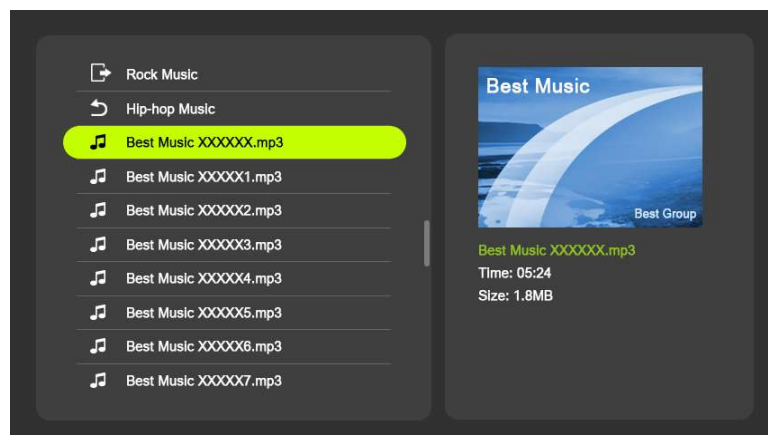 Rock Music
Hip-hop Music
Best Music XXXXXX.mp3
Best Music XXXXX1.mp3
Best Music XXXXX2.mp3
Best Music XXXXX3.mp3
Best Music XXXXX4.mp3
Best Music XXXXX5.mp3
Best Music XXXXX6.mp3
Best Music XXXXX7.mp3
Best Music
Best Group
Best Music XXXXXX.mp3
Time: 05:24
Size: 1.8MB